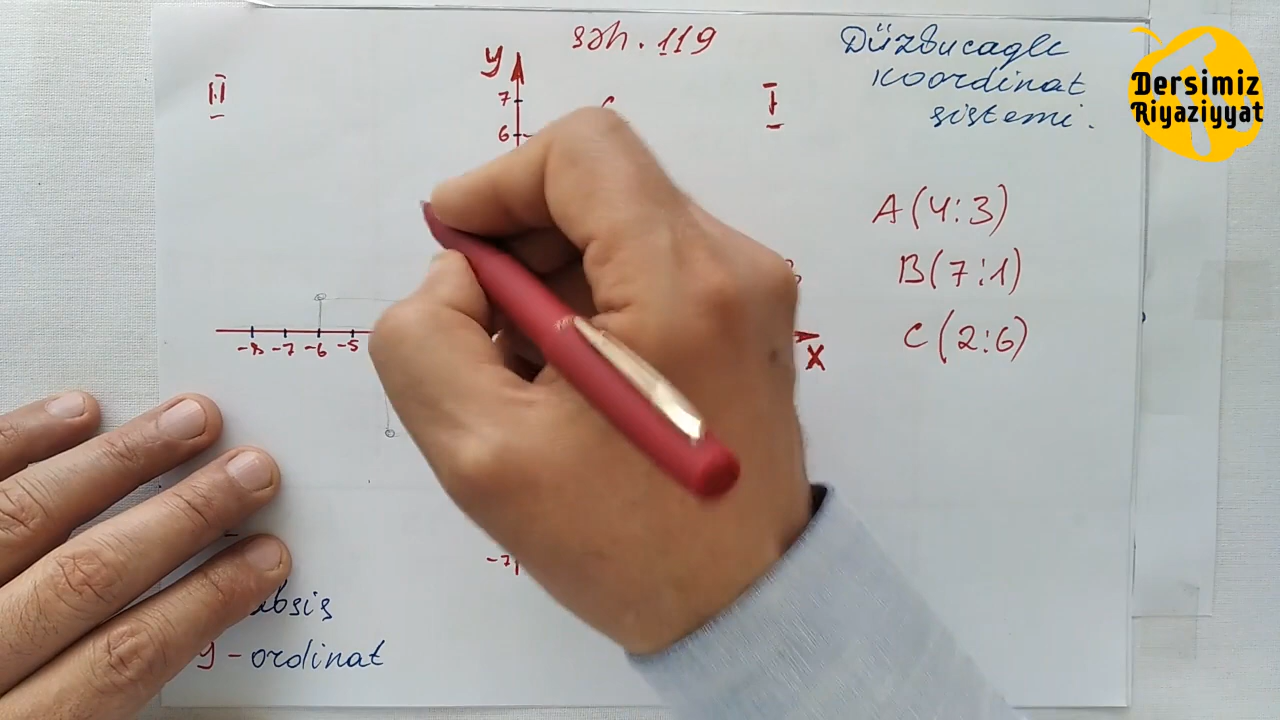 səh. 119
Düzbucaqlı
koordinat
sistemi.
Dersimiz
Riyaziyyat
II
I
y
7
6
A(4:3)
B(7:1)
C(2:6)
-8 -7 -6 -5
X
-7
absis
y - ordinat